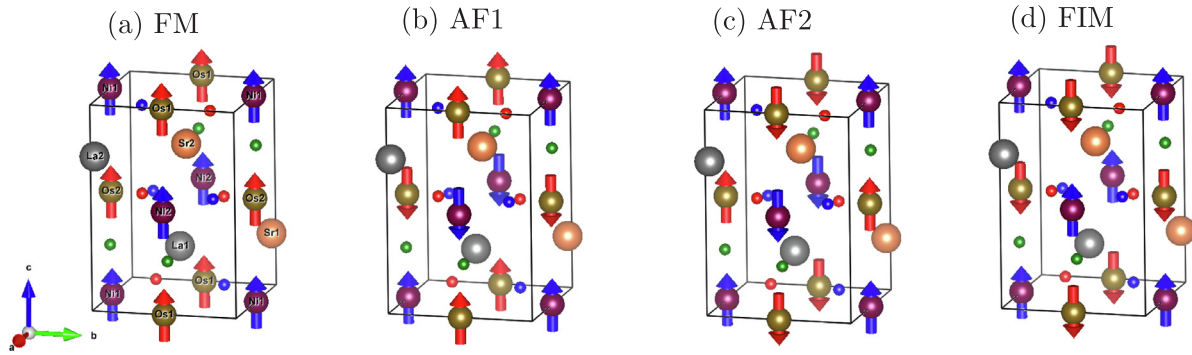 (a) FM
(b) AF1
(c) AF2
(d) FIM
Os1
Ni1
Ni1
Os1
Sr2
La2
Ni2
Os2
Os2
Ni2
Sr1
La1
Os1
Ni1
Ni1
Os1
c
b
a